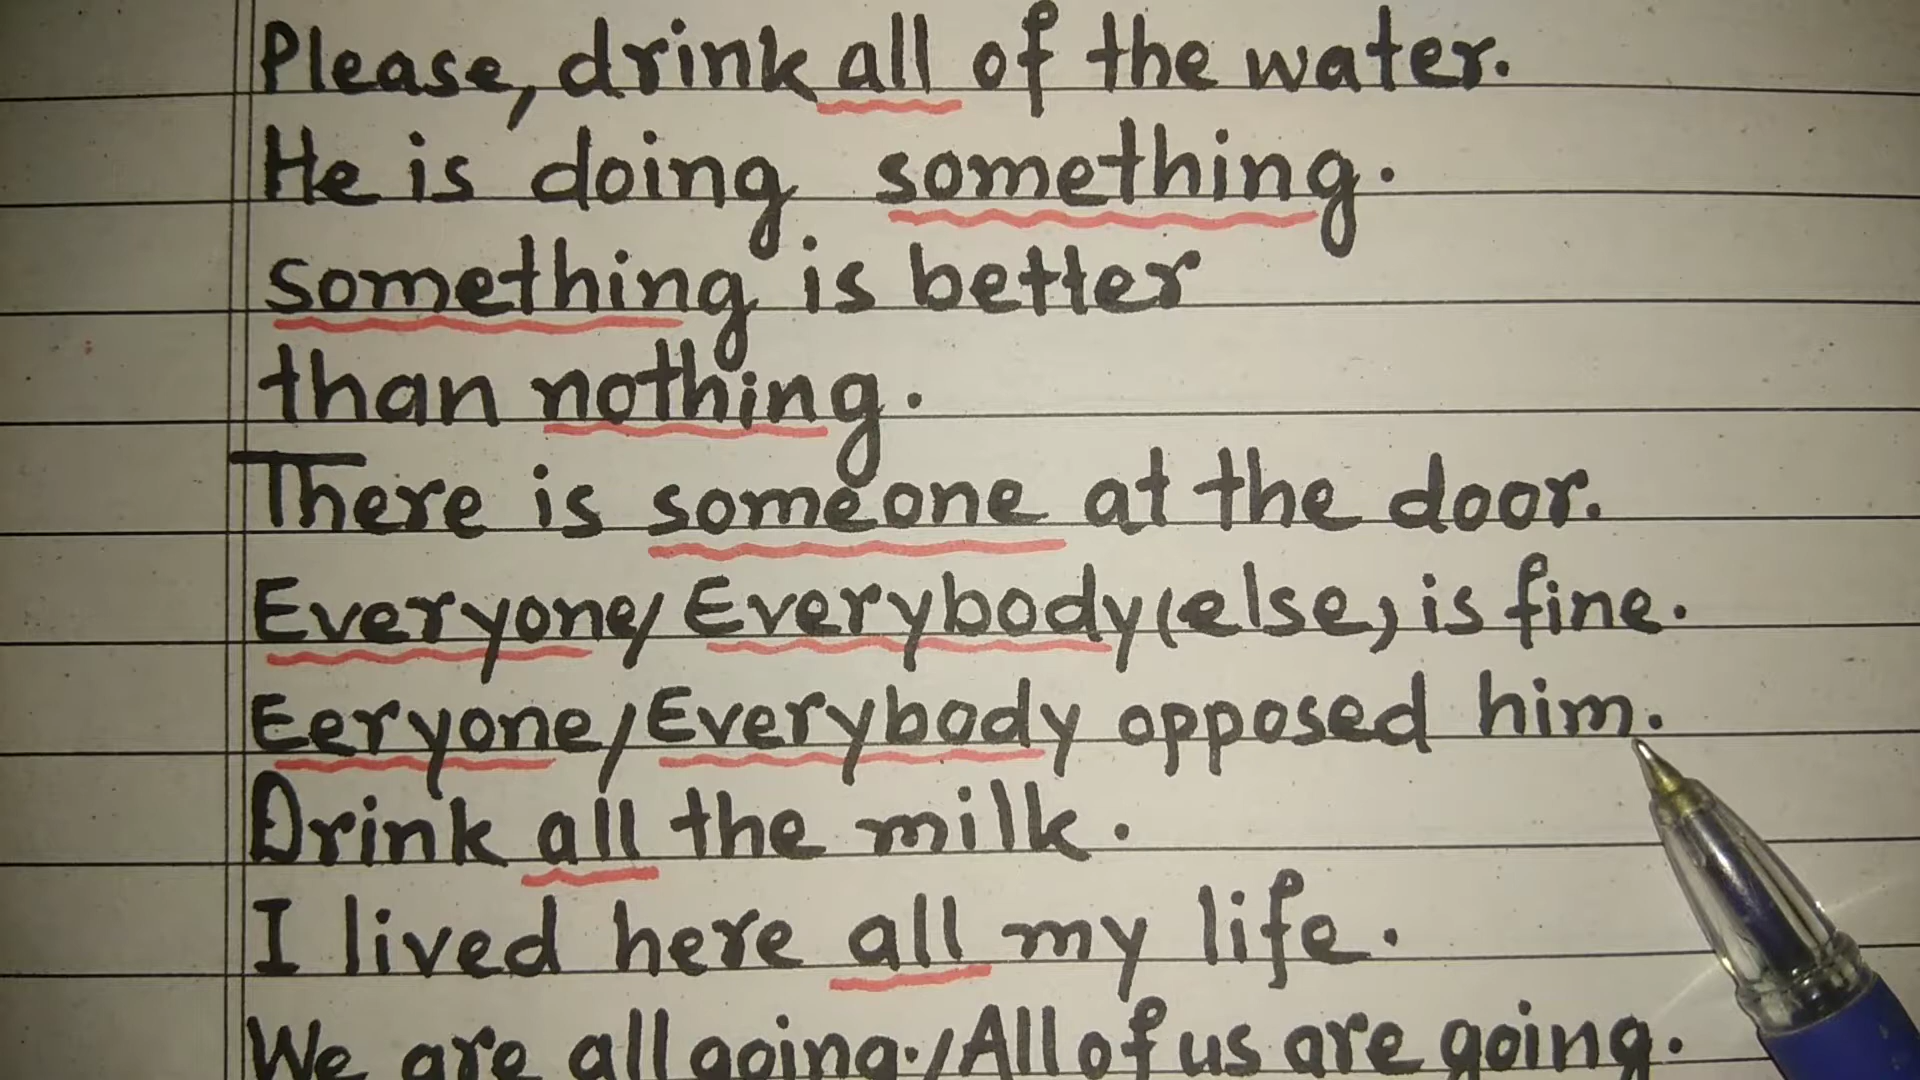 Please, drink all of the water.
He is doing something.
something is better
than nothing.
There is someone at the door.
Everyone/Everybody(else) is fine.
Eeryone/Everybody opposed him.
Drink all the milk.
I lived here all my life.
We are all going./All of us are going.